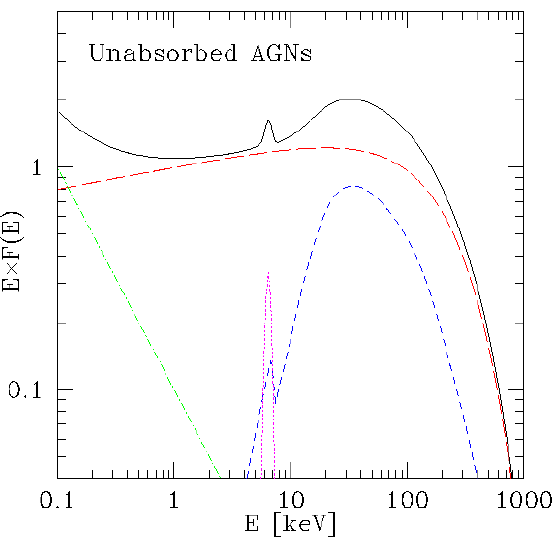 Unabsorbed AGNs
1
0.1
E×F(E)
0.1 1 10 100 1000
E [keV]